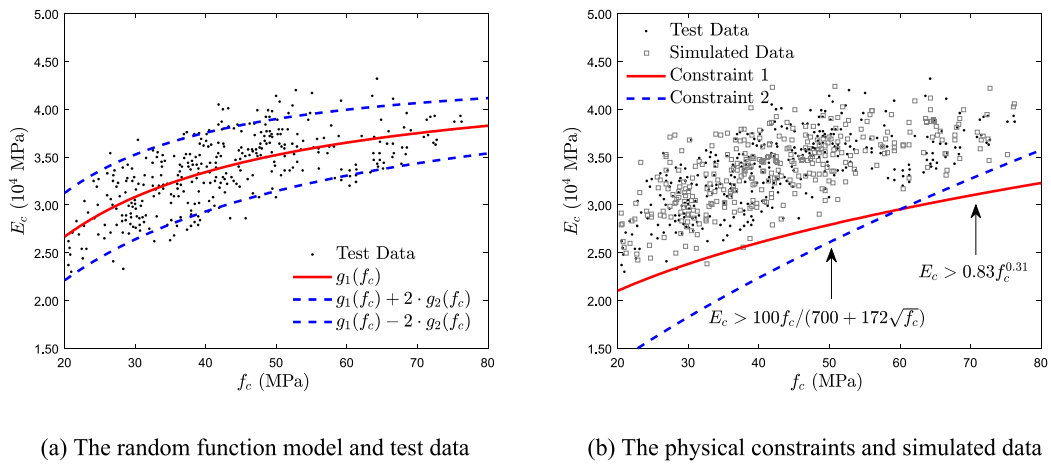 5.00
4.50
4.00
3.50
3.00
2.50
2.00
1.50
E_c (10^4 MPa)
20 30 40 50 60 70 80
f_c (MPa)
Test Data
g_1(f_c)
g_1(f_c) + 2 · g_2(f_c)
g_1(f_c) − 2 · g_2(f_c)
(a) The random function model and test data
5.00
4.50
4.00
3.50
3.00
2.50
2.00
1.50
E_c (10^4 MPa)
20 30 40 50 60 70 80
f_c (MPa)
Test Data
Simulated Data
Constraint 1
Constraint 2
E_c > 0.83f_c^0.31
E_c > 100f_c/(700 + 172√f_c)
(b) The physical constraints and simulated data